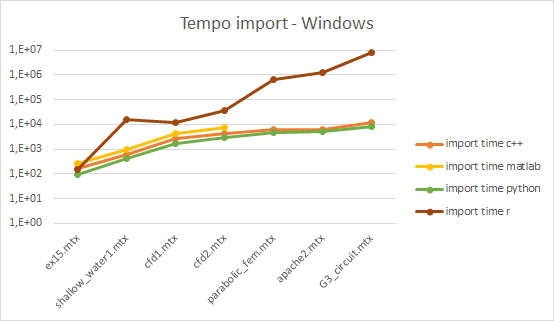 Tempo import - Windows
1,E+07
1,E+06
1,E+05
1,E+04
1,E+03
1,E+02
1,E+01
1,E+00
import time c++
import time matlab
import time python
import time r
ex15.mtx
shallow_water1.mtx
cfd1.mtx
cfd2.mtx
parabolic_fem.mtx
apache2.mtx
G3_circuit.mtx